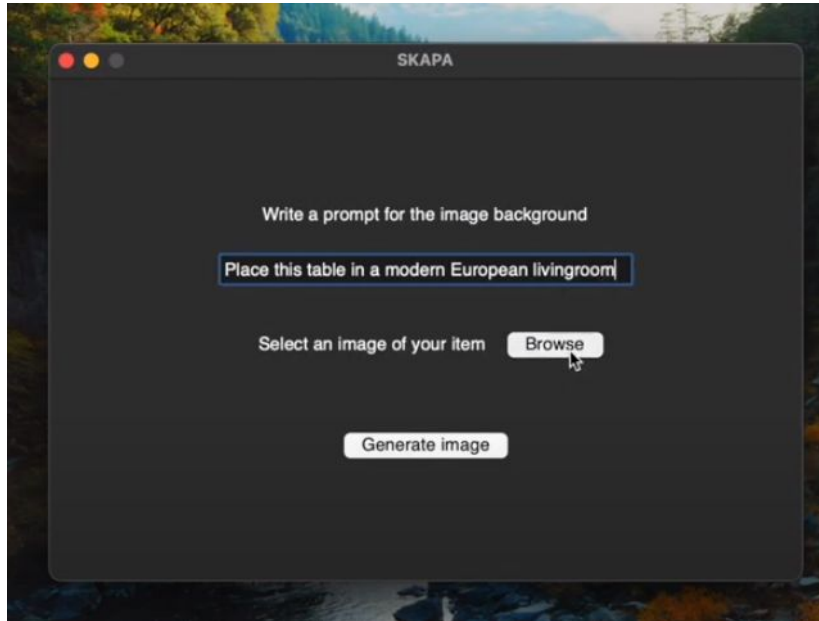 SKAPA
Write a prompt for the image background
Place this table in a modern European livingroom
Select an image of your item
Browse
Generate image